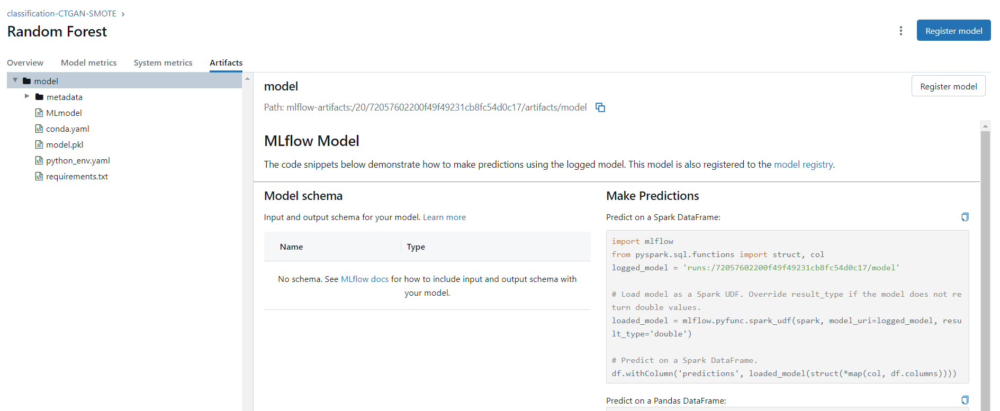 classification-CTGAN-SMOTE
Random Forest
Register model
Overview Model metrics System metrics Artifacts
model
metadata
MLmodel
conda.yaml
model.pkl
python_env.yaml
requirements.txt
model
Register model
Path: mlflow-artifacts:/20/72057602200f49f49231cb8fc54d0c17/artifacts/model
MLflow Model
The code snippets below demonstrate how to make predictions using the logged model. This model is also registered to the model registry.
Model schema
Input and output schema for your model. Learn more
Name Type
No schema. See MLflow docs for how to include input and output schema with
your model.
Make Predictions
Predict on a Spark DataFrame:
import mlflow
from pyspark.sql.functions import struct, col
logged_model = 'runs:/72057602200f49f49231cb8fc54d0c17/model'
# Load model as a Spark UDF. Override result_type if the model does not re
turn double values.
loaded_model = mlflow.pyfunc.spark_udf(spark, model_uri=logged_model, resu
lt_type='double')
# Predict on a Spark DataFrame.
df.withColumn('predictions', loaded_model(struct(*map(col, df.columns))))
Predict on a Pandas DataFrame: